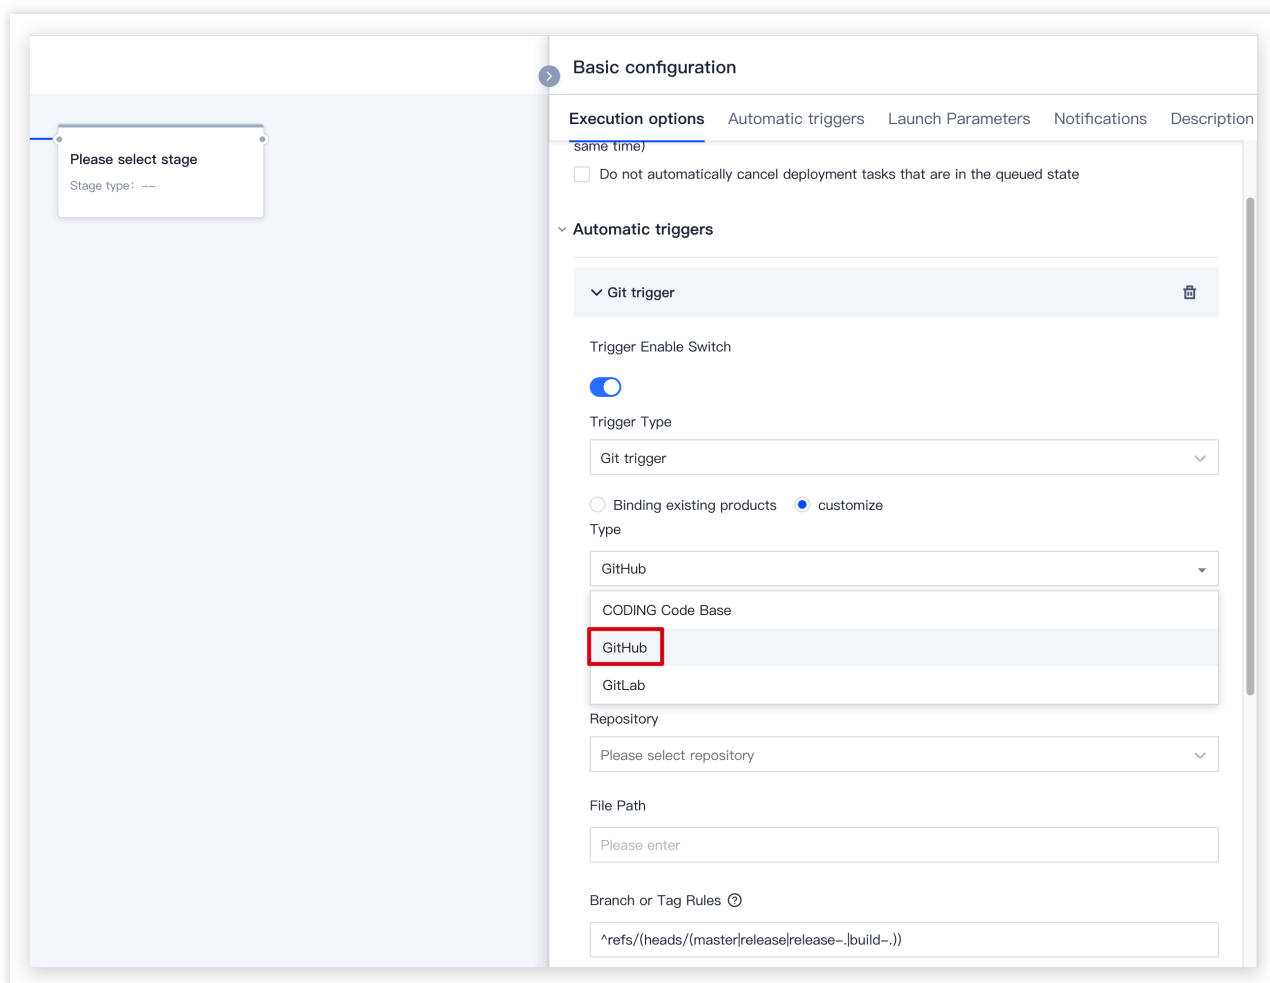 Basic configuration
Execution options Automatic triggers Launch Parameters Notifications Description
same time)
Do not automatically cancel deployment tasks that are in the queued state
Please select stage
Stage type: --
Automatic triggers
Git trigger
Trigger Enable Switch
Trigger Type
Git trigger
Binding existing products customize
Type
GitHub
CODING Code Base
GitHub
GitLab
Repository
Please select repository
File Path
Please enter
Branch or Tag Rules
^refs/(heads/(master|release|release-.|build-.))